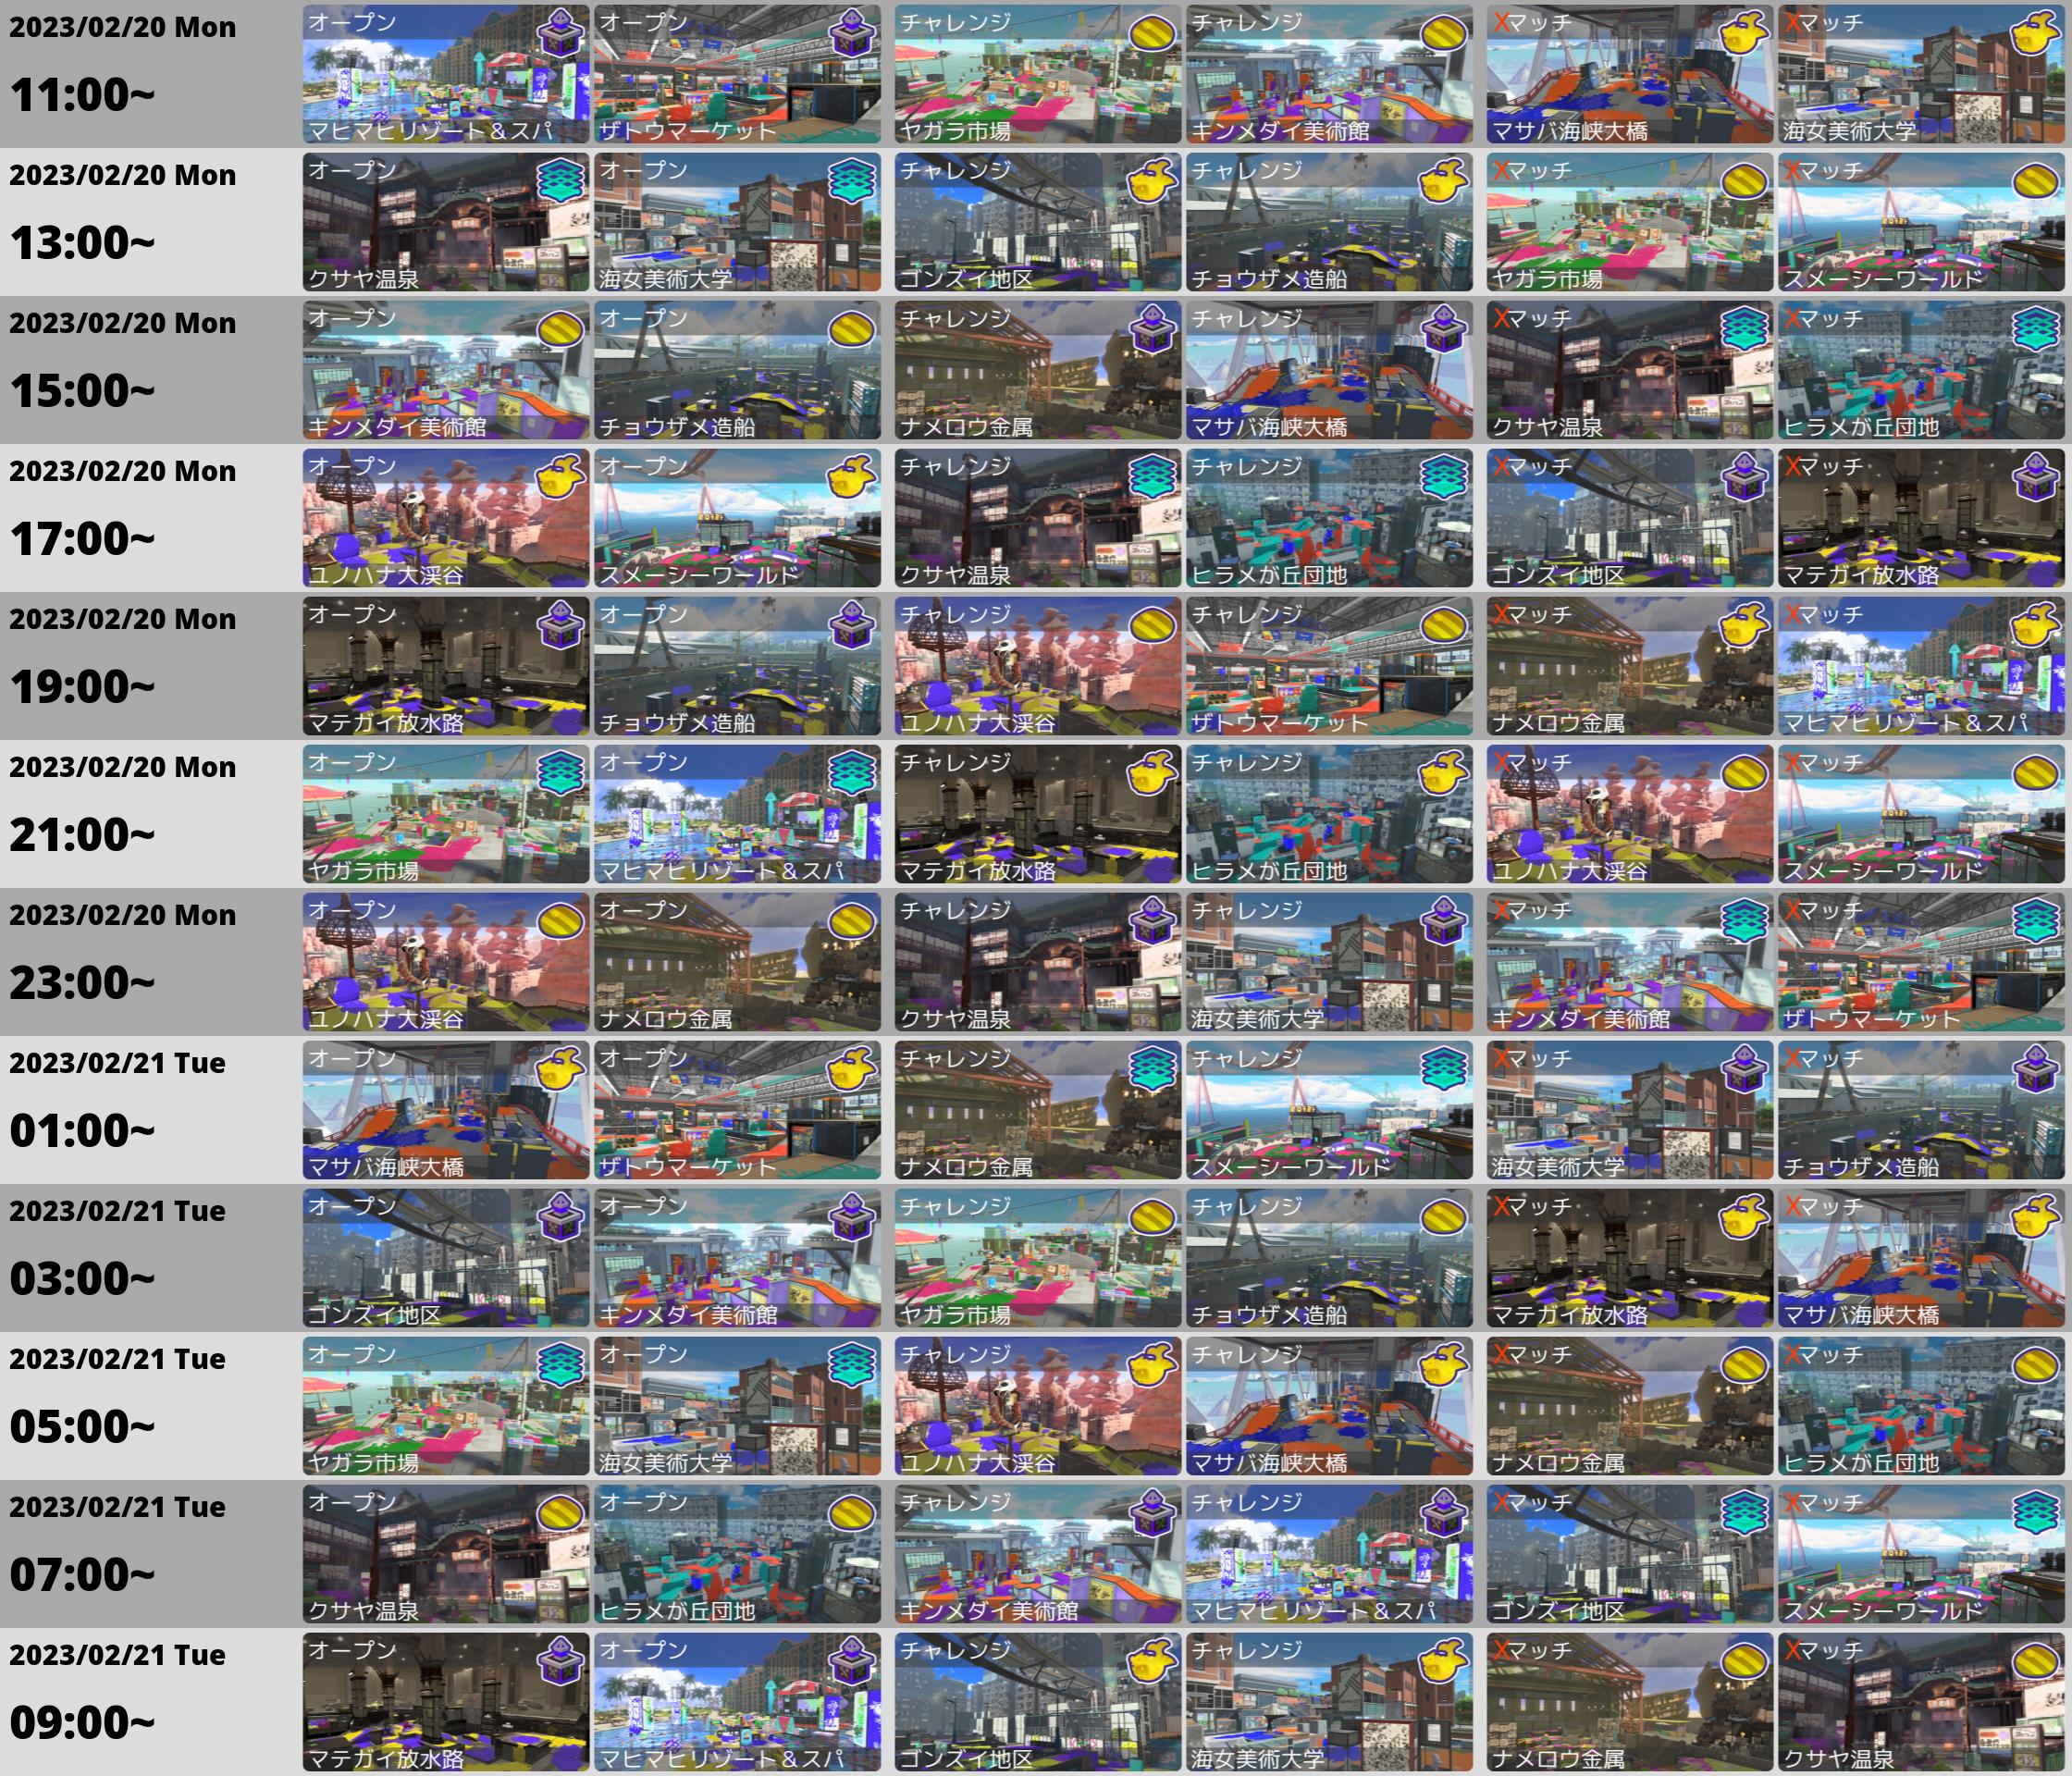 2023/02/20 Mon
11:00~
オープン オープン チャレンジ チャレンジ Xマッチ Xマッチ
マヒマヒリゾート＆スパ ザトウマーケット ヤガラ市場 キンメダイ美術館 マサバ海峡大橋 海女美術大学
2023/02/20 Mon
13:00~
オープン オープン チャレンジ チャレンジ Xマッチ Xマッチ
クサヤ温泉 海女美術大学 ゴンズイ地区 チョウザメ造船 ヤガラ市場 スメーシーワールド
2023/02/20 Mon
15:00~
オープン オープン チャレンジ チャレンジ Xマッチ Xマッチ
キンメダイ美術館 チョウザメ造船 ナメロウ金属 マサバ海峡大橋 クサヤ温泉 ヒラメが丘団地
2023/02/20 Mon
17:00~
オープン オープン チャレンジ チャレンジ Xマッチ Xマッチ
ユノハナ大渓谷 スメーシーワールド クサヤ温泉 ヒラメが丘団地 ゴンズイ地区 マテガイ放水路
2023/02/20 Mon
19:00~
オープン オープン チャレンジ チャレンジ Xマッチ Xマッチ
マテガイ放水路 チョウザメ造船 ユノハナ大渓谷 ザトウマーケット ナメロウ金属 マヒマヒリゾート＆スパ
2023/02/20 Mon
21:00~
オープン オープン チャレンジ チャレンジ Xマッチ Xマッチ
ヤガラ市場 マヒマヒリゾート＆スパ マテガイ放水路 ヒラメが丘団地 ユノハナ大渓谷 スメーシーワールド
2023/02/20 Mon
23:00~
オープン オープン チャレンジ チャレンジ Xマッチ Xマッチ
ユノハナ大渓谷 ナメロウ金属 クサヤ温泉 海女美術大学 キンメダイ美術館 ザトウマーケット
2023/02/21 Tue
01:00~
オープン オープン チャレンジ チャレンジ Xマッチ Xマッチ
マサバ海峡大橋 ザトウマーケット ナメロウ金属 スメーシーワールド 海女美術大学 チョウザメ造船
2023/02/21 Tue
03:00~
オープン オープン チャレンジ チャレンジ Xマッチ Xマッチ
ゴンズイ地区 キンメダイ美術館 ヤガラ市場 チョウザメ造船 マテガイ放水路 マサバ海峡大橋
2023/02/21 Tue
05:00~
オープン オープン チャレンジ チャレンジ Xマッチ Xマッチ
ヤガラ市場 海女美術大学 ユノハナ大渓谷 マサバ海峡大橋 ナメロウ金属 ヒラメが丘団地
2023/02/21 Tue
07:00~
オープン オープン チャレンジ チャレンジ Xマッチ Xマッチ
クサヤ温泉 ヒラメが丘団地 キンメダイ美術館 マヒマヒリゾート＆スパ ゴンズイ地区 スメーシーワールド
2023/02/21 Tue
09:00~
オープン オープン チャレンジ チャレンジ Xマッチ Xマッチ
マテガイ放水路 マヒマヒリゾート＆スパ ゴンズイ地区 海女美術大学 ナメロウ金属 クサヤ温泉